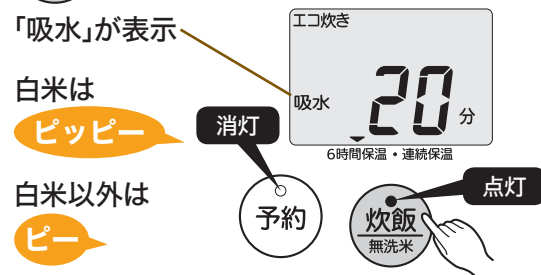 「吸水」が表示
エコ炊き
吸水 20 分
6時間保温・連続保温
白米は
ピッピー
消灯
予約
点灯
炊飯
無洗米
白米以外は
ピー